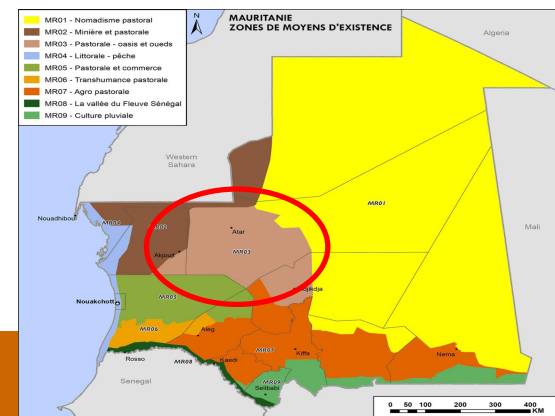 MR01 - Nomadisme pastoral
MR02 - Minière et pastorale
MR03 - Pastorale - oasis et oueds
MR04 - Littorale - pêche
MR05 - Pastorale et commerce
MR06 - Transhumance pastorale
MR07 - Agro pastorale
MR08 - La vallée du Fleuve Sénégal
MR09 - Culture pluviale
N
MAURITANIE
ZONES DE MOYENS D'EXISTENCE
Algeria
Western
Sahara
MR01
Nouadhibou
MR04
MR02
Atar
Mali
Akjoujt
MR03
Nouakchott
MR05
MR06
Aleg
Rosso
MR08
Kaedi
MR07
Kiffa
Nema
Senegal
MR09
Selibabi
0 50 100 200 300 400
KM